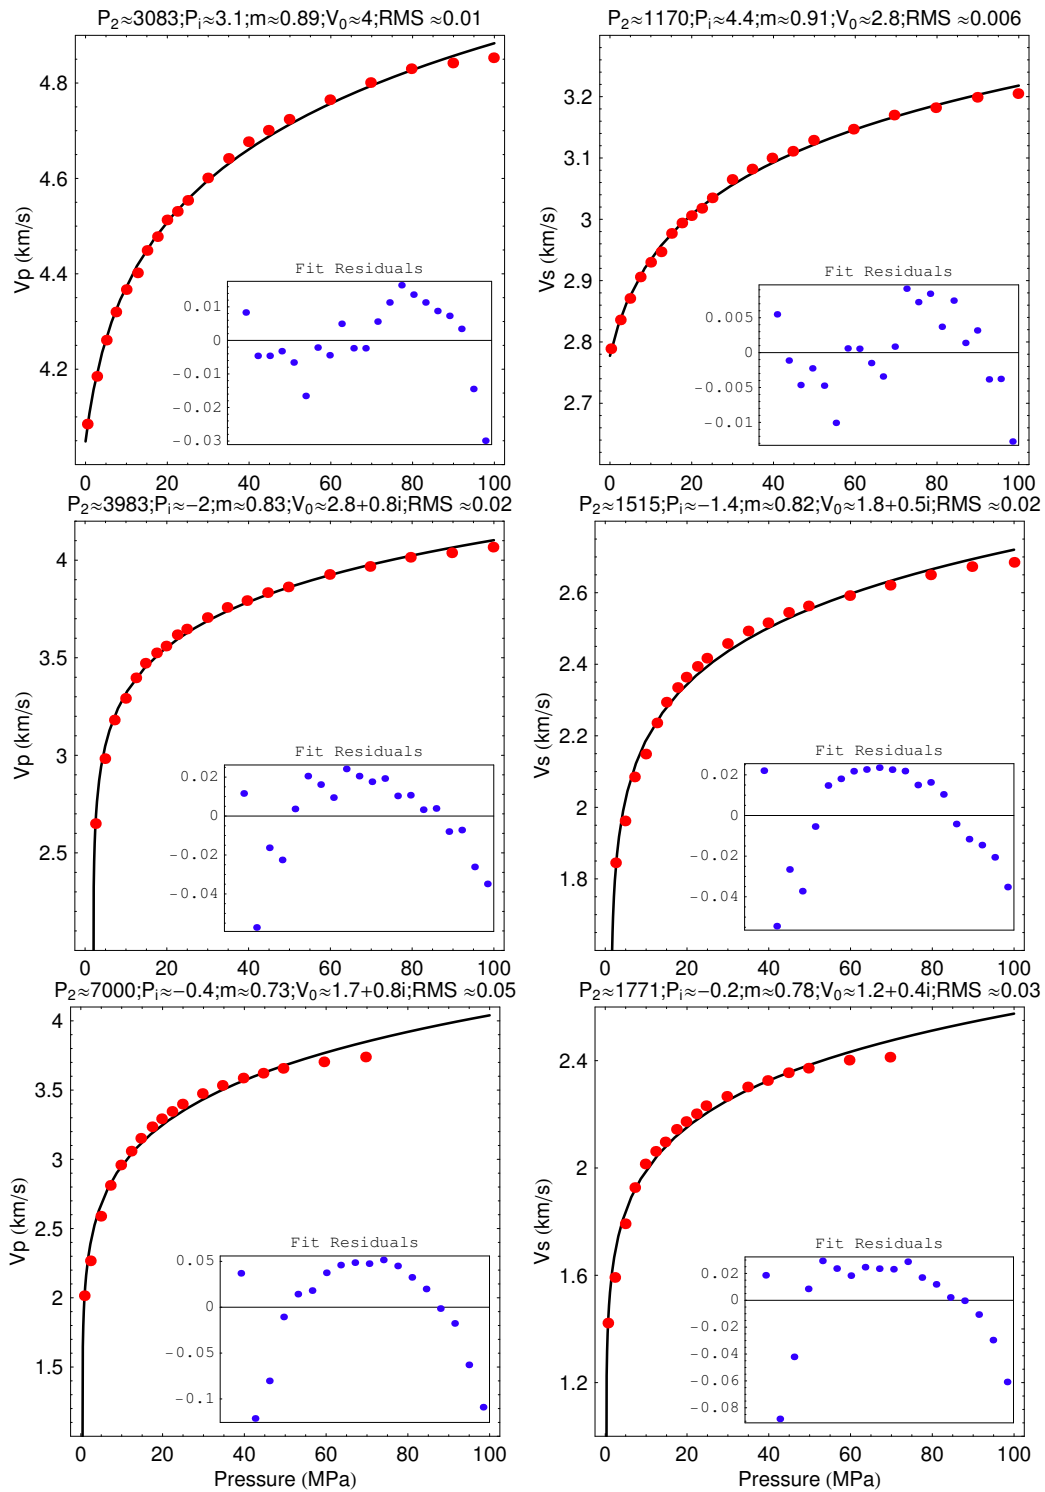 P2≈3083;Pi≈3.1;m≈0.89;V0≈4;RMS ≈0.01
4.8
4.6
4.4
4.2
Vp (km/s)
Fit Residuals
0.01
0
-0.01
-0.02
-0.03
0 20 40 60 80 100
P2≈1170;Pi≈4.4;m≈0.91;V0≈2.8;RMS ≈0.006
3.2
3.1
3
2.9
2.8
2.7
Vs (km/s)
Fit Residuals
0.005
0
-0.005
-0.01
0 20 40 60 80 100
P2≈3983;Pi≈-2;m≈0.83;V0≈2.8+0.8i;RMS ≈0.02
4
3.5
3
2.5
Vp (km/s)
Fit Residuals
0.02
0
-0.02
-0.04
0 20 40 60 80 100
P2≈1515;Pi≈-1.4;m≈0.82;V0≈1.8+0.5i;RMS ≈0.02
2.6
2.4
2.2
2
1.8
Vs (km/s)
Fit Residuals
0.02
0
-0.02
-0.04
0 20 40 60 80 100
P2≈7000;Pi≈-0.4;m≈0.73;V0≈1.7+0.8i;RMS ≈0.05
4
3.5
3
2.5
2
1.5
Vp (km/s)
Fit Residuals
0.05
0
-0.05
-0.1
0 20 40 60 80 100
Pressure (MPa)
P2≈1771;Pi≈-0.2;m≈0.78;V0≈1.2+0.4i;RMS ≈0.03
2.4
2
1.6
1.2
Vs (km/s)
Fit Residuals
0.02
0
-0.02
-0.04
-0.06
-0.08
0 20 40 60 80 100
Pressure (MPa)